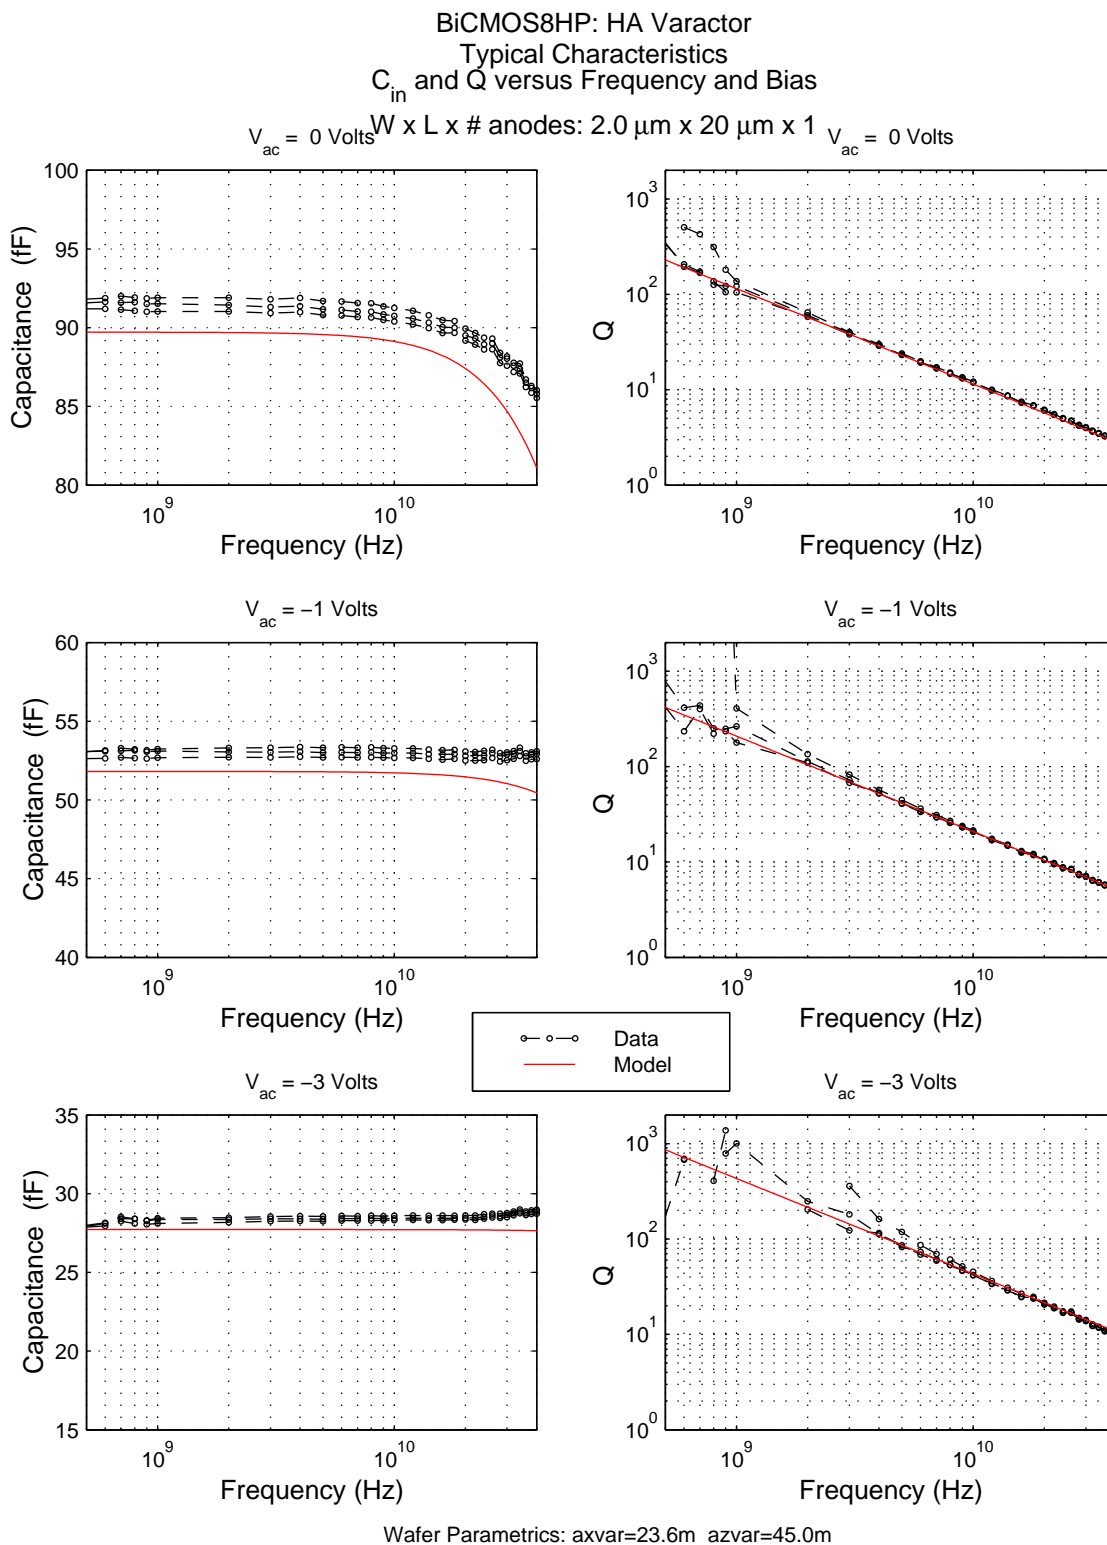 BiCMOS8HP: HA Varactor
Typical Characteristics
C_in and Q versus Frequency and Bias
W x L x # anodes: 2.0 µm x 20 µm x 1
V_ac = 0 Volts
100
95
90
85
80
Capacitance (fF)
10^9
10^10
Frequency (Hz)
V_ac = 0 Volts
10^3
10^2
10^1
10^0
Q
10^9
10^10
Frequency (Hz)
V_ac = −1 Volts
60
55
50
45
40
Capacitance (fF)
10^9
10^10
Frequency (Hz)
V_ac = −1 Volts
10^3
10^2
10^1
10^0
Q
10^9
10^10
Frequency (Hz)
Data
Model
V_ac = −3 Volts
35
30
25
20
15
Capacitance (fF)
10^9
10^10
Frequency (Hz)
V_ac = −3 Volts
10^3
10^2
10^1
10^0
Q
10^9
10^10
Frequency (Hz)
Wafer Parametrics: axvar=23.6m azvar=45.0m